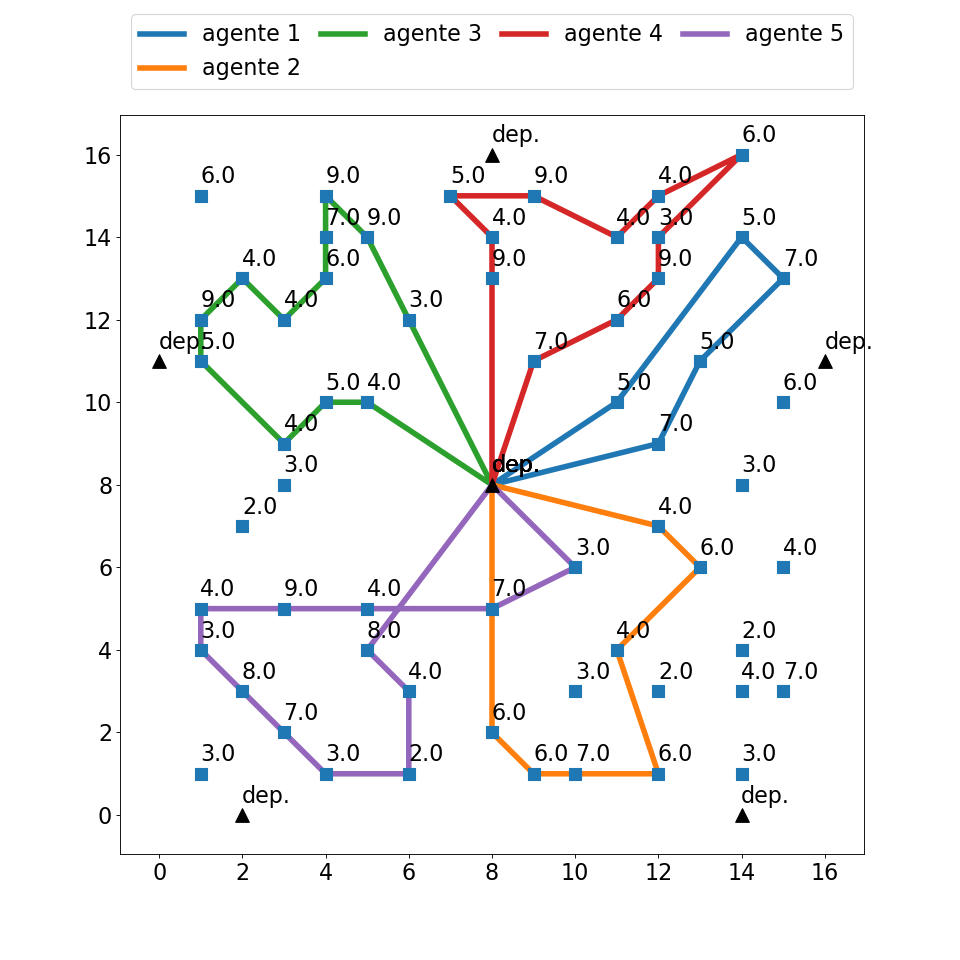 agente 1 agente 3 agente 4 agente 5
agente 2
dep. 6.0
16
6.0 9.0 5.0 9.0 4.0
7.0 9.0 4.0 4.0 3.0 5.0
14
4.0 6.0 9.0 9.0 7.0
9.0 4.0 3.0 6.0
12
dep. 5.0 7.0 5.0 dep.
5.0 4.0 5.0 6.0
10
4.0 7.0
3.0 dep. dep. 3.0
8
2.0 4.0
3.0 6.0 4.0
6
4.0 9.0 4.0 7.0
3.0 8.0 4.0 2.0
4
8.0 4.0 3.0 2.0 4.0 7.0
7.0 6.0
2
3.0 3.0 2.0 6.0 7.0 6.0 3.0
dep. dep.
0
0 2 4 6 8 10 12 14 16